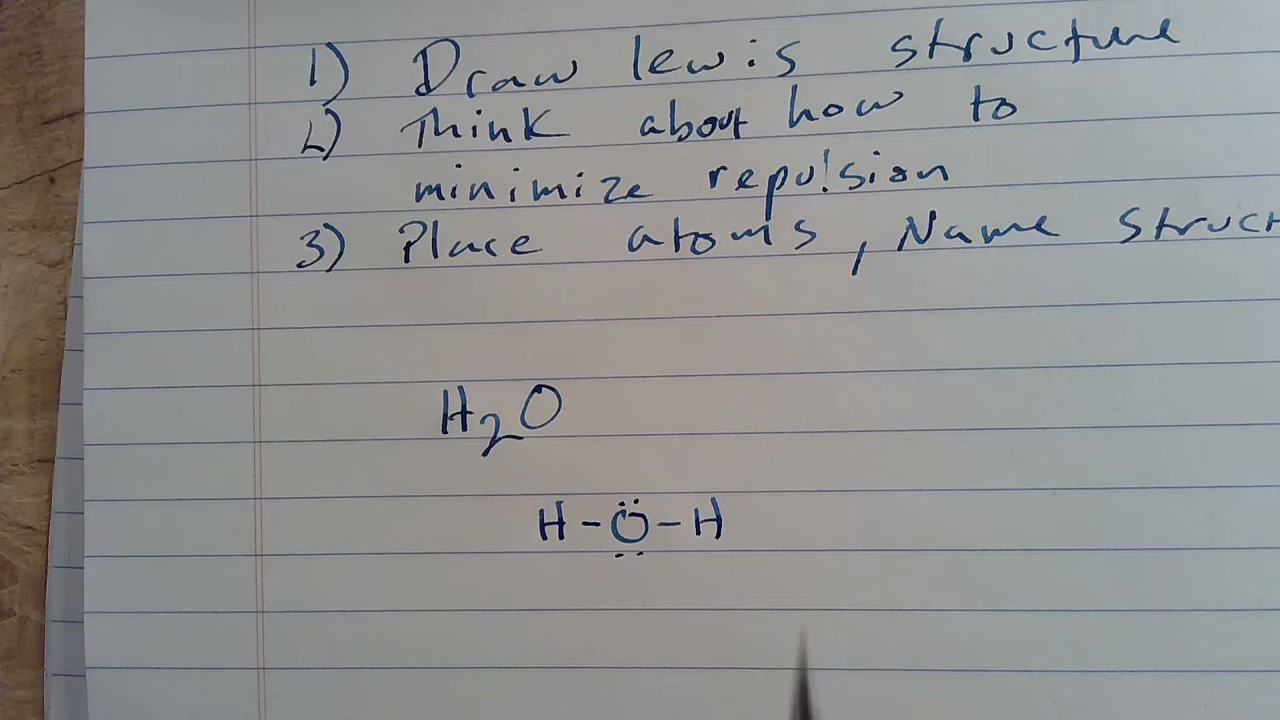 1) Draw lewis structure
2) Think about how to
minimize repulsion
3) Place atoms, Name Struct
H2O
H-Ö-H